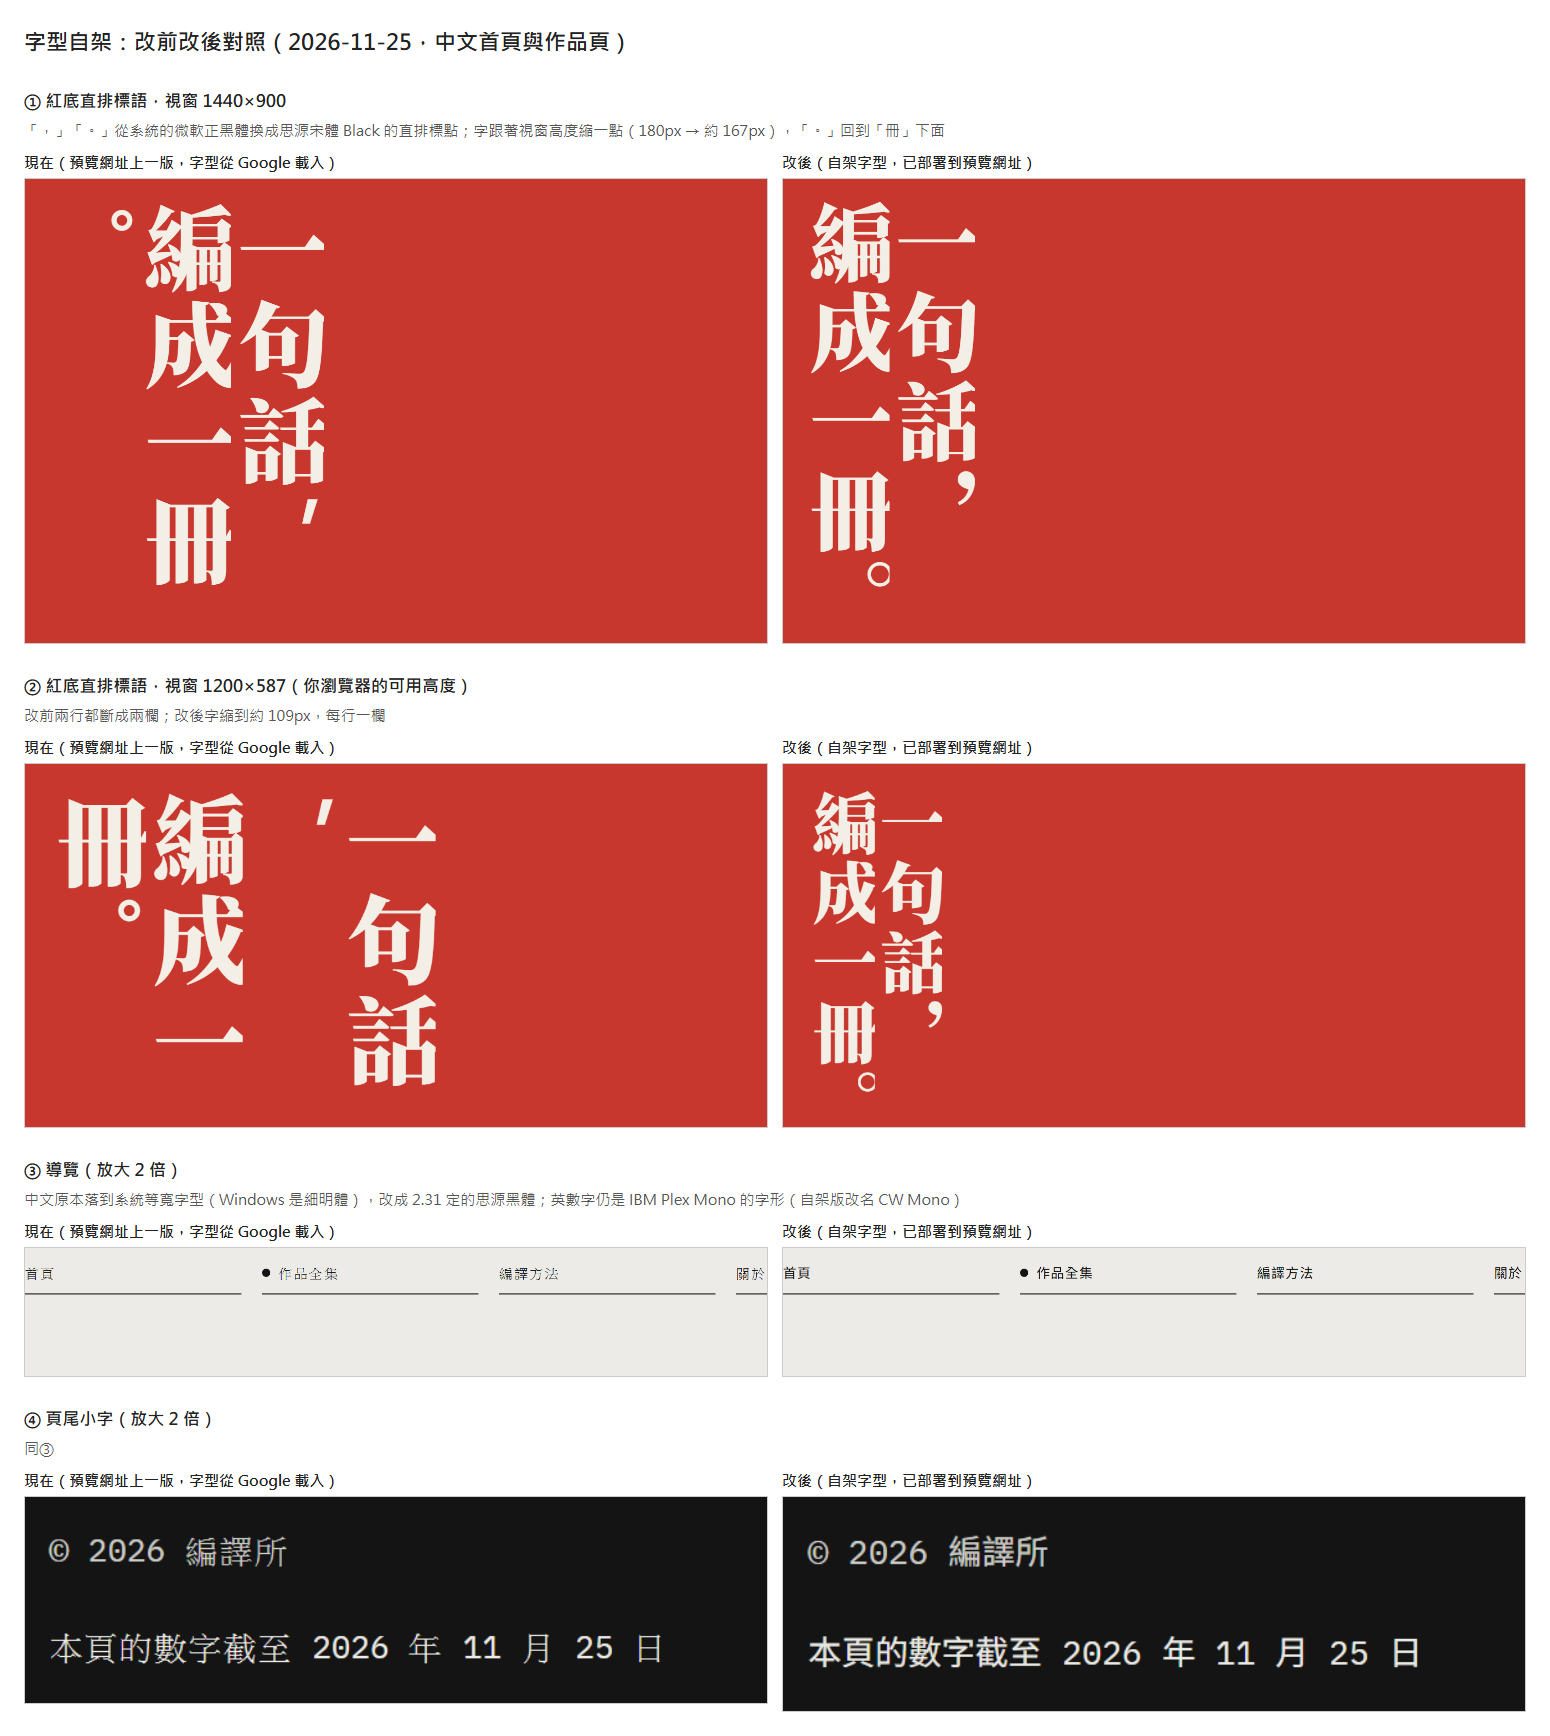 字型自架：改前改後對照（2026-11-25・中文首頁與作品頁）
① 紅底直排標語・視窗 1440×900
「，」「。」從系統的微軟正黑體換成思源宋體 Black 的直排標點；字跟著視窗高度縮一點（180px → 約 167px），「。」回到「冊」下面
現在（預覽網址上一版，字型從 Google 載入）
一句話，
編成一冊
。
改後（自架字型，已部署到預覽網址）
一句話，
編成一冊。
② 紅底直排標語・視窗 1200×587（你瀏覽器的可用高度）
改前兩行都斷成兩欄；改後字縮到約 109px，每行一欄
現在（預覽網址上一版，字型從 Google 載入）
一句話
，
編成一
冊。
改後（自架字型，已部署到預覽網址）
一句話，
編成一冊。
③ 導覽（放大 2 倍）
中文原本落到系統等寬字型（Windows 是細明體），改成 2.31 定的思源黑體；英數字仍是 IBM Plex Mono 的字形（自架版改名 CW Mono）
現在（預覽網址上一版，字型從 Google 載入）
首頁 ● 作品全集 編譯方法 關於
改後（自架字型，已部署到預覽網址）
首頁 ● 作品全集 編譯方法 關於
④ 頁尾小字（放大 2 倍）
同③
現在（預覽網址上一版，字型從 Google 載入）
© 2026 編譯所
本頁的數字截至 2026 年 11 月 25 日
改後（自架字型，已部署到預覽網址）
© 2026 編譯所
本頁的數字截至 2026 年 11 月 25 日